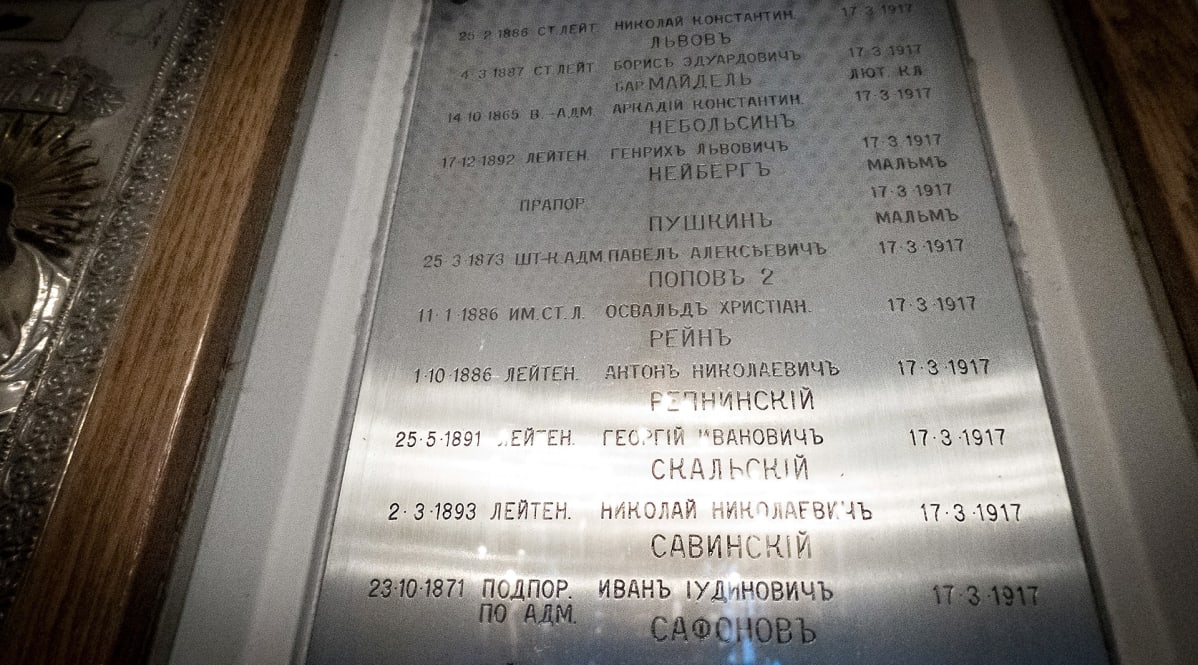 25·2·1886 СТ.ЛЕЙТ. НИКОЛАЙ КОНСТАНТИН. 17·3·1917
ЛЬВОВЪ
4·3·1887 СТ.ЛЕЙТ. БОРИСЪ ЭДУАРДОВИЧЪ 17·3·1917
БАР.МАЙДЕЛЬ ЛЮТ. КЛ
14·10·1865 В.-АДМ. АРКАДІЙ КОНСТАНТИН. 17·3·1917
НЕБОЛЬСИНЪ
17·12·1892 ЛЕЙТЕН. ГЕНРИХЪ ЛЬВОВИЧЪ 17·3·1917
НЕЙБЕРГЪ МАЛЬМЪ
ПРАПОР. 17·3·1917
ПУШКИНЪ МАЛЬМЪ
25·3·1873 ШТ-К.АДМ ПАВЕЛЪ АЛЕКСѢЕВИЧЪ 17·3·1917
ПОПОВЪ 2
11·1·1886 ИМ.СТ.Л. ОСВАЛЬДЪ ХРИСТІАН. 17·3·1917
РЕЙНЪ
1·10·1886 ЛЕЙТЕН. АНТОНЪ НИКОЛАЕВИЧЪ 17·3·1917
РЕПНИНСКІЙ
25·5·1891 ЛЕЙТЕН. ГЕОРГІЙ ИВАНОВИЧЪ 17·3·1917
СКАЛЬСКІЙ
2·3·1893 ЛЕЙТЕН. НИКОЛАЙ НИКОЛАЕВИЧЪ 17·3·1917
САВИНСКІЙ
23·10·1871 ПОДПОР. ИВАНЪ ІУДИНОВИЧЪ 17·3·1917
ПО АДМ.
САФОНОВЪ